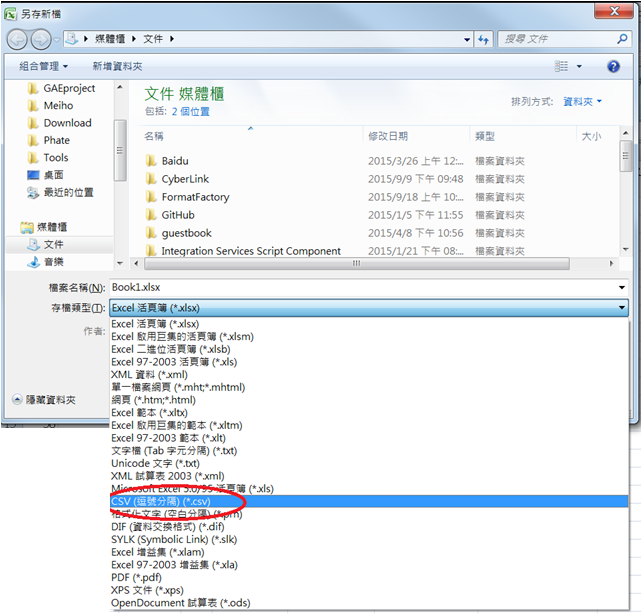 另存新檔
媒體櫃 ▸ 文件 ▸
搜尋 文件
組合管理 新增資料夾
GAEproject
Meiho
Download
Phate
Tools
桌面
最近的位置
媒體櫃
文件
音樂
文件 媒體櫃
包括: 2 個位置
排列方式: 資料夾
名稱 修改日期 類型 大小
Baidu 2015/3/26 上午 12:... 檔案資料夾
CyberLink 2015/9/9 下午 09:48 檔案資料夾
FormatFactory 2015/9/18 上午 10:... 檔案資料夾
GitHub 2015/1/5 下午 11:55 檔案資料夾
guestbook 2015/4/8 下午 10:56 檔案資料夾
Integration Services Script Component 2015/1/21 下午 08:... 檔案資料夾
檔案名稱(N): Book1.xlsx
存檔類型(T): Excel 活頁簿 (*.xlsx)
作者:
隱藏資料夾
Excel 活頁簿 (*.xlsx)
Excel 啟用巨集的活頁簿 (*.xlsm)
Excel 二進位活頁簿 (*.xlsb)
Excel 97-2003 活頁簿 (*.xls)
XML 資料 (*.xml)
單一檔案網頁 (*.mht;*.mhtml)
網頁 (*.htm;*.html)
Excel 範本 (*.xltx)
Excel 啟用巨集的範本 (*.xltm)
Excel 97-2003 範本 (*.xlt)
文字檔 (Tab 字元分隔) (*.txt)
Unicode 文字 (*.txt)
XML 試算表 2003 (*.xml)
Microsoft Excel 5.0/95 活頁簿 (*.xls)
CSV (逗號分隔) (*.csv)
格式化文字 (空白分隔) (*.prn)
DIF (資料交換格式) (*.dif)
SYLK (Symbolic Link) (*.slk)
Excel 增益集 (*.xlam)
Excel 97-2003 增益集 (*.xla)
PDF (*.pdf)
XPS 文件 (*.xps)
OpenDocument 試算表 (*.ods)